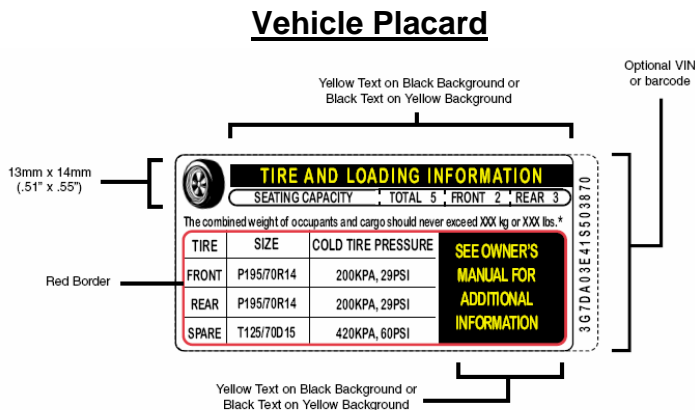 Vehicle Placard
Optional VIN
or barcode
Yellow Text on Black Background or
Black Text on Yellow Background
13mm x 14mm
(.51" x .55")
TIRE AND LOADING INFORMATION
SEATING CAPACITY TOTAL 5 FRONT 2 REAR 3
The combined weight of occupants and cargo should never exceed XXX kg or XXX lbs.*
TIRE SIZE COLD TIRE PRESSURE
FRONT P195/70R14 200KPA, 29PSI
REAR P195/70R14 200KPA, 29PSI
SPARE T125/70D15 420KPA, 60PSI
SEE OWNER'S
MANUAL FOR
ADDITIONAL
INFORMATION
3G7DA03E41S503870
Red Border
Yellow Text on Black Background or
Black Text on Yellow Background